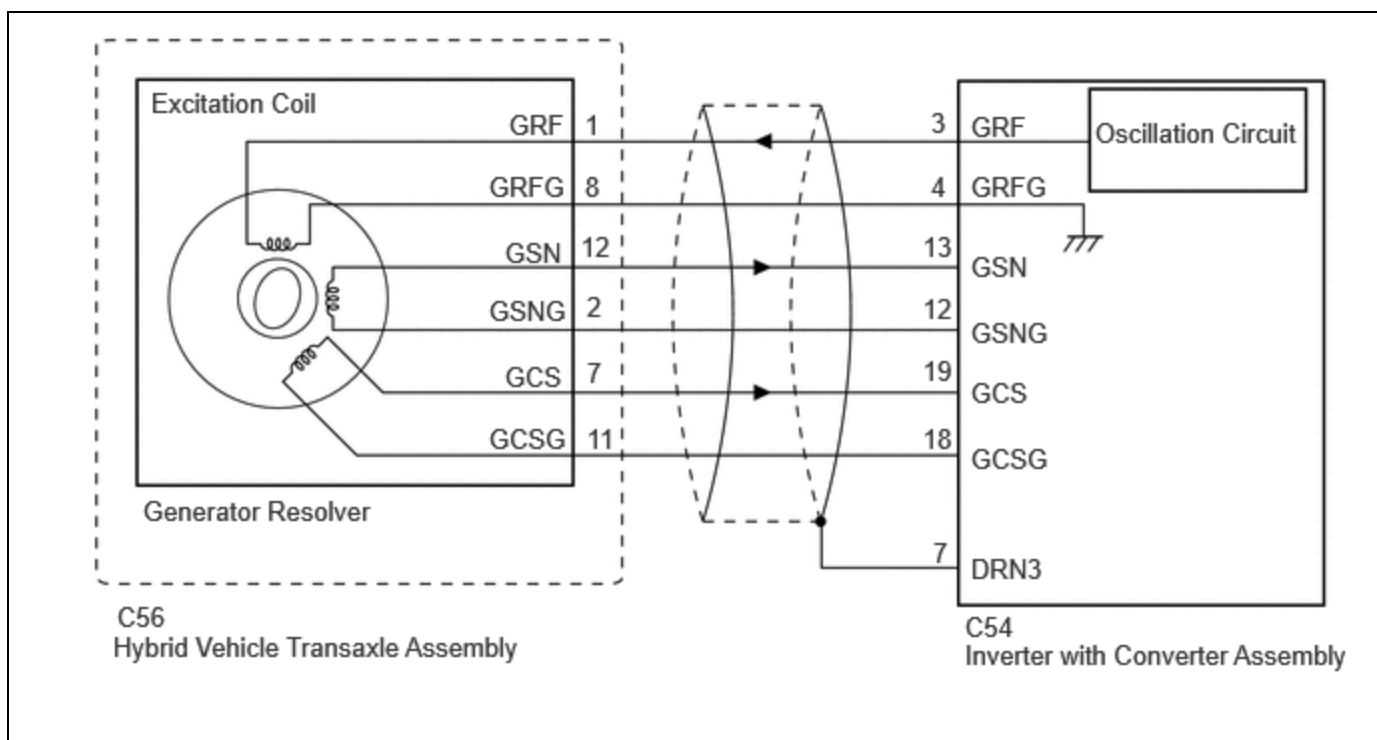 Excitation Coil
GRF 1
3 GRF
Oscillation Circuit
GRFG 8
4 GRFG
GSN 12
13 GSN
GSNG 2
12 GSNG
GCS 7
19 GCS
GCSG 11
18 GCSG
Generator Resolver
7 DRN3
C56
Hybrid Vehicle Transaxle Assembly
C54
Inverter with Converter Assembly